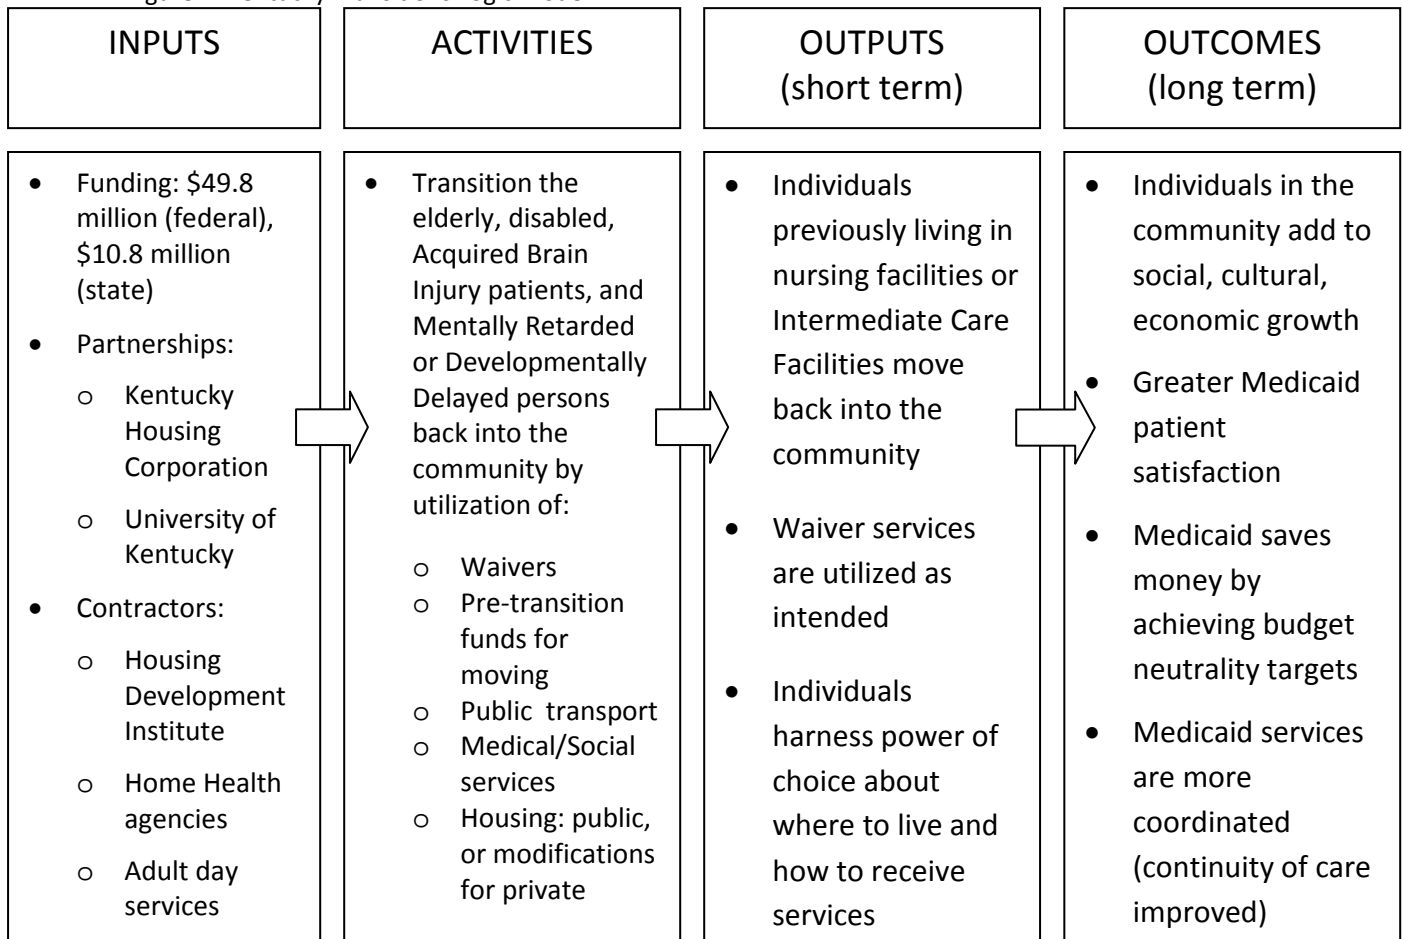 INPUTS
ACTIVITIES
OUTPUTS
(short term)
OUTCOMES
(long term)
• Funding: $49.8
million (federal),
$10.8 million
(state)
• Partnerships:
o Kentucky
Housing
Corporation
o University of
Kentucky
• Contractors:
o Housing
Development
Institute
o Home Health
agencies
o Adult day
services
• Transition the
elderly, disabled,
Acquired Brain
Injury patients, and
Mentally Retarded
or Developmentally
Delayed persons
back into the
community by
utilization of:
o Waivers
o Pre-transition
funds for
moving
o Public transport
o Medical/Social
services
o Housing: public,
or modifications
for private
• Individuals
previously living in
nursing facilities or
Intermediate Care
Facilities move
back into the
community
• Waiver services
are utilized as
intended
• Individuals
harness power of
choice about
where to live and
how to receive
services
• Individuals in the
community add to
social, cultural,
economic growth
• Greater Medicaid
patient
satisfaction
• Medicaid saves
money by
achieving budget
neutrality targets
• Medicaid services
are more
coordinated
(continuity of care
improved)